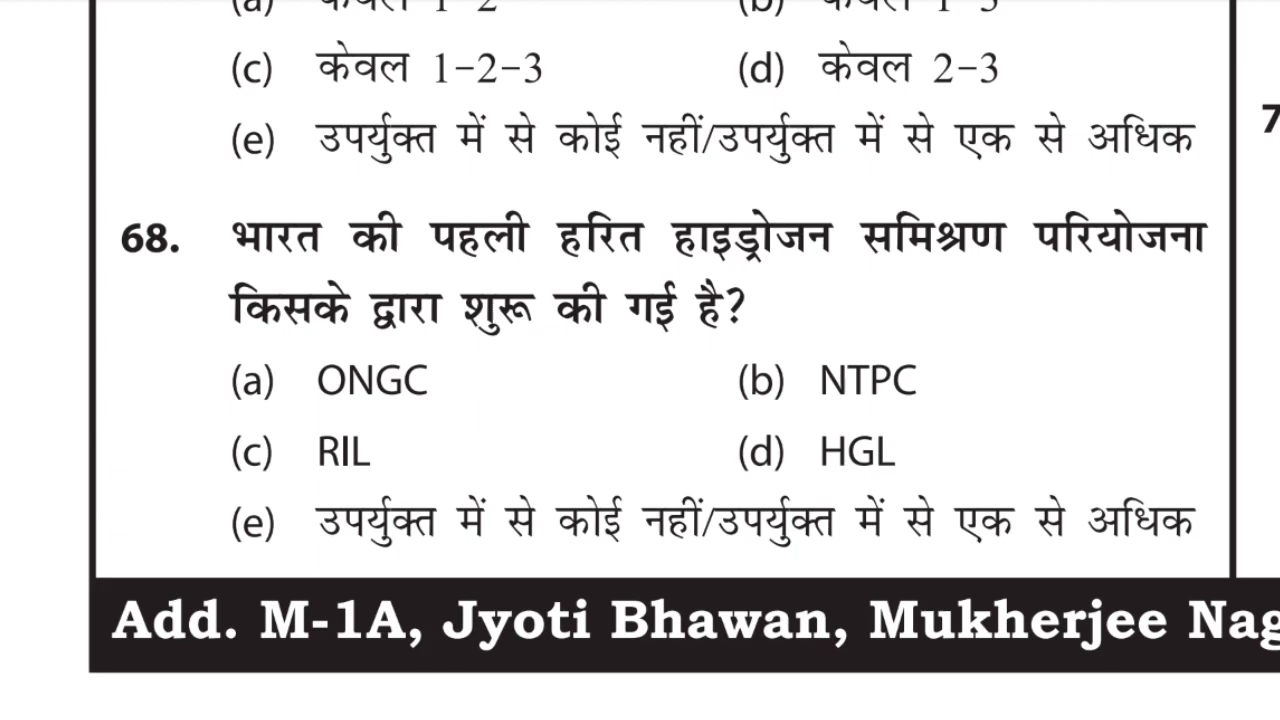 (c) केवल 1-2-3 (d) केवल 2-3
(e) उपर्युक्त में से कोई नहीं/उपर्युक्त में से एक से अधिक
7
68. भारत की पहली हरित हाइड्रोजन समिश्रण परियोजना
किसके द्वारा शुरू की गई है?
(a) ONGC (b) NTPC
(c) RIL (d) HGL
(e) उपर्युक्त में से कोई नहीं/उपर्युक्त में से एक से अधिक
Add. M-1A, Jyoti Bhawan, Mukherjee Nag